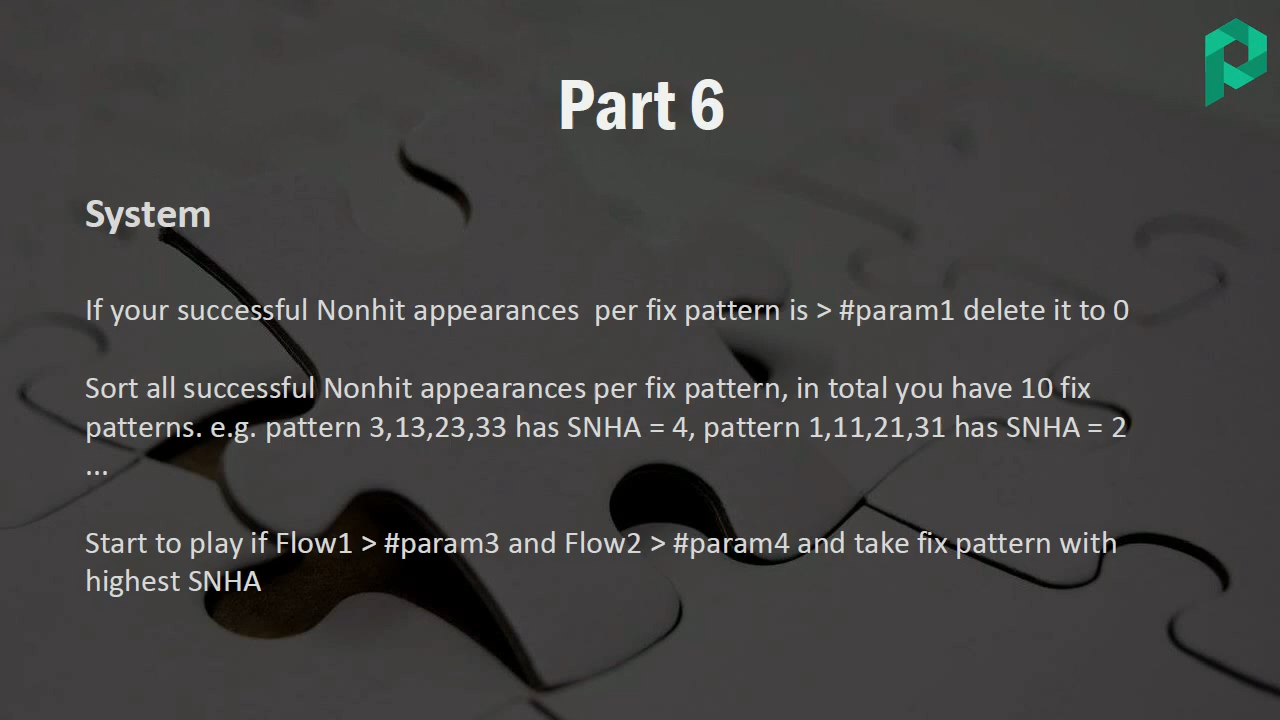 Part 6
System
If your successful Nonhit appearances  per fix pattern is > #param1 delete it to 0
Sort all successful Nonhit appearances per fix pattern, in total you have 10 fix
patterns. e.g. pattern 3,13,23,33 has SNHA = 4, pattern 1,11,21,31 has SNHA = 2
...
Start to play if Flow1 > #param3 and Flow2 > #param4 and take fix pattern with
highest SNHA